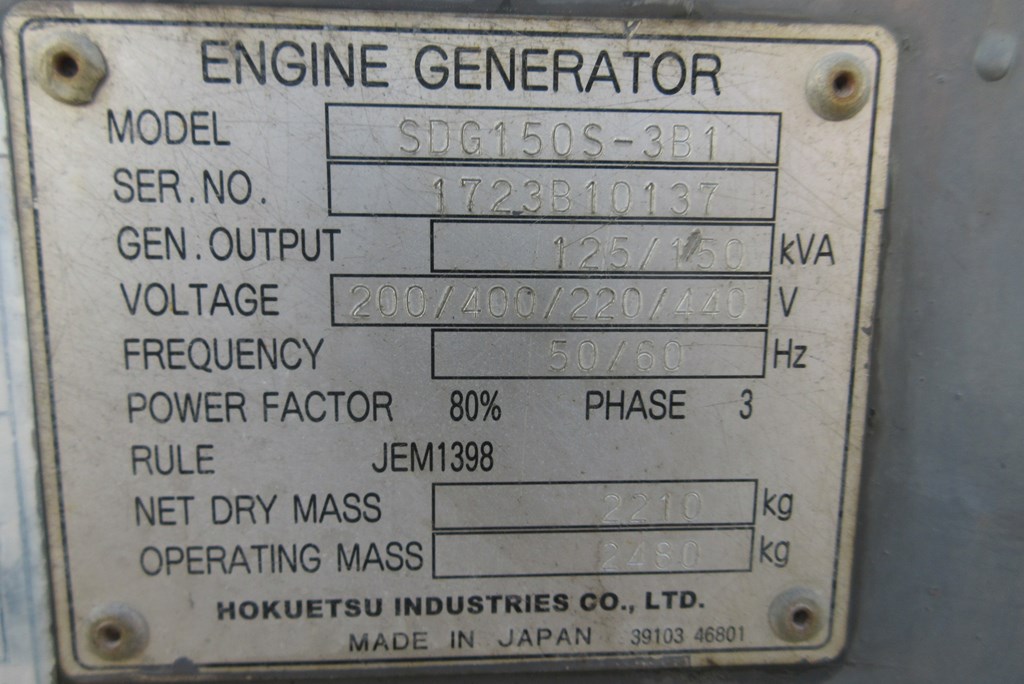 ENGINE GENERATOR
MODEL SDG150S-3B1
SER.NO. 1723B10137
GEN.OUTPUT 125/150 kVA
VOLTAGE 200/400/220/440 V
FREQUENCY 50/60 Hz
POWER FACTOR 80% PHASE 3
RULE JEM1398
NET DRY MASS 2210 kg
OPERATING MASS 2480 kg
HOKUETSU INDUSTRIES CO., LTD.
MADE IN JAPAN 39103 46801